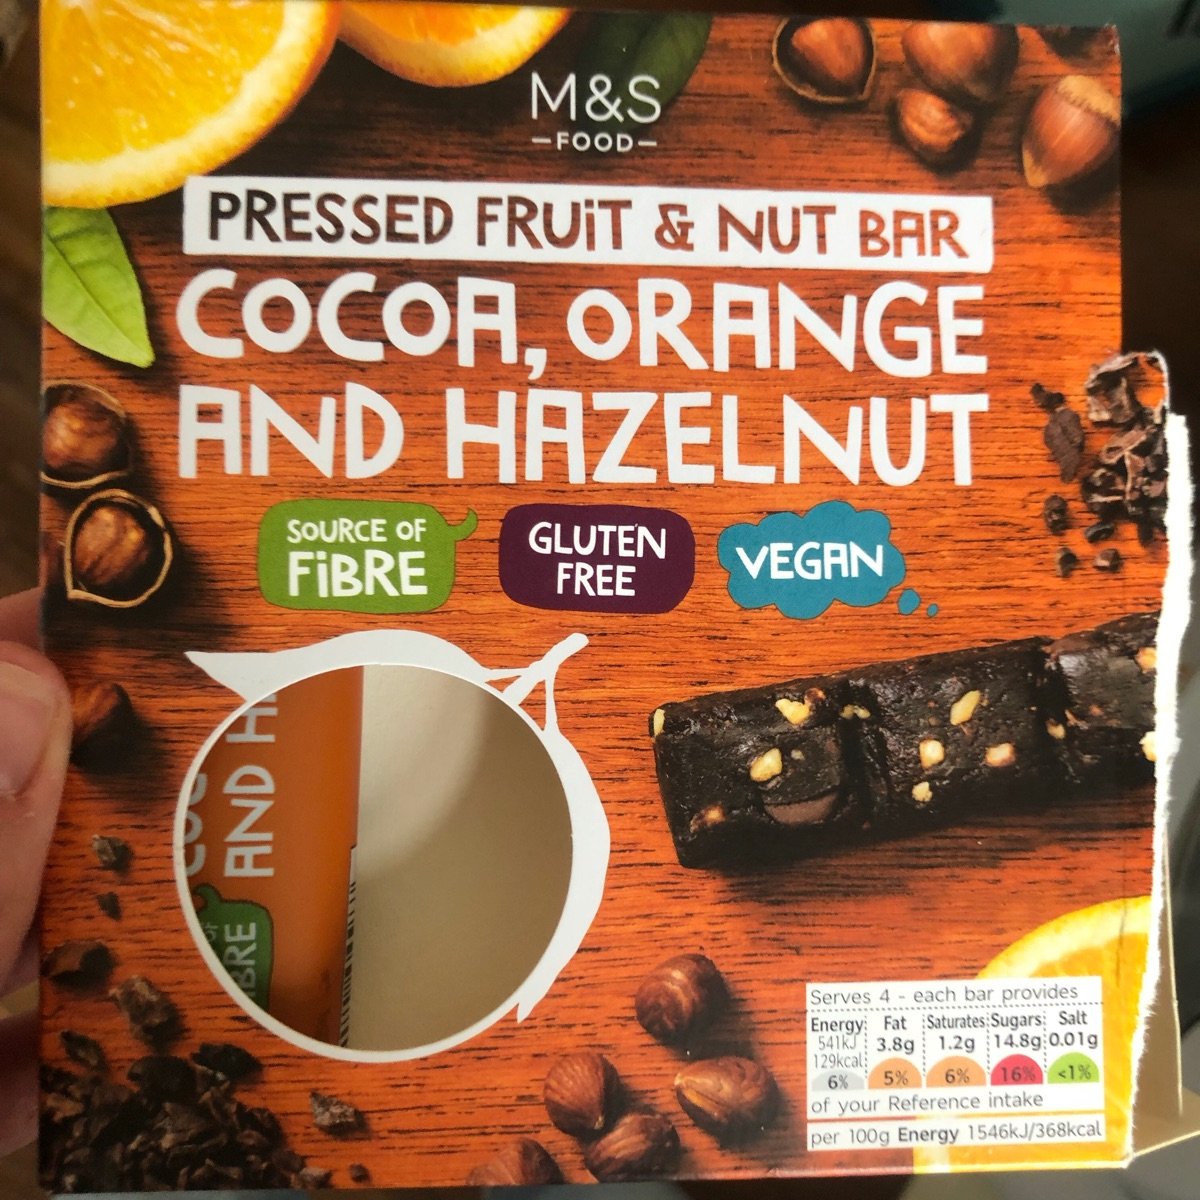 M&S
FOOD
PRESSED FRUiT & NUT BAR
COCOA, ORANGE
AND HAZELNUT
SOURCE OF
FiBRE
GLUTEN
FREE
VEGAN
AND
FIBRE
Serves 4 - each bar provides
Energy Fat Saturates Sugars Salt
541kJ 3.8g 1.2g 14.8g 0.01g
129kcal
6% 5% 6% 16% <1%
of your Reference intake
per 100g Energy 1546kJ/368kcal